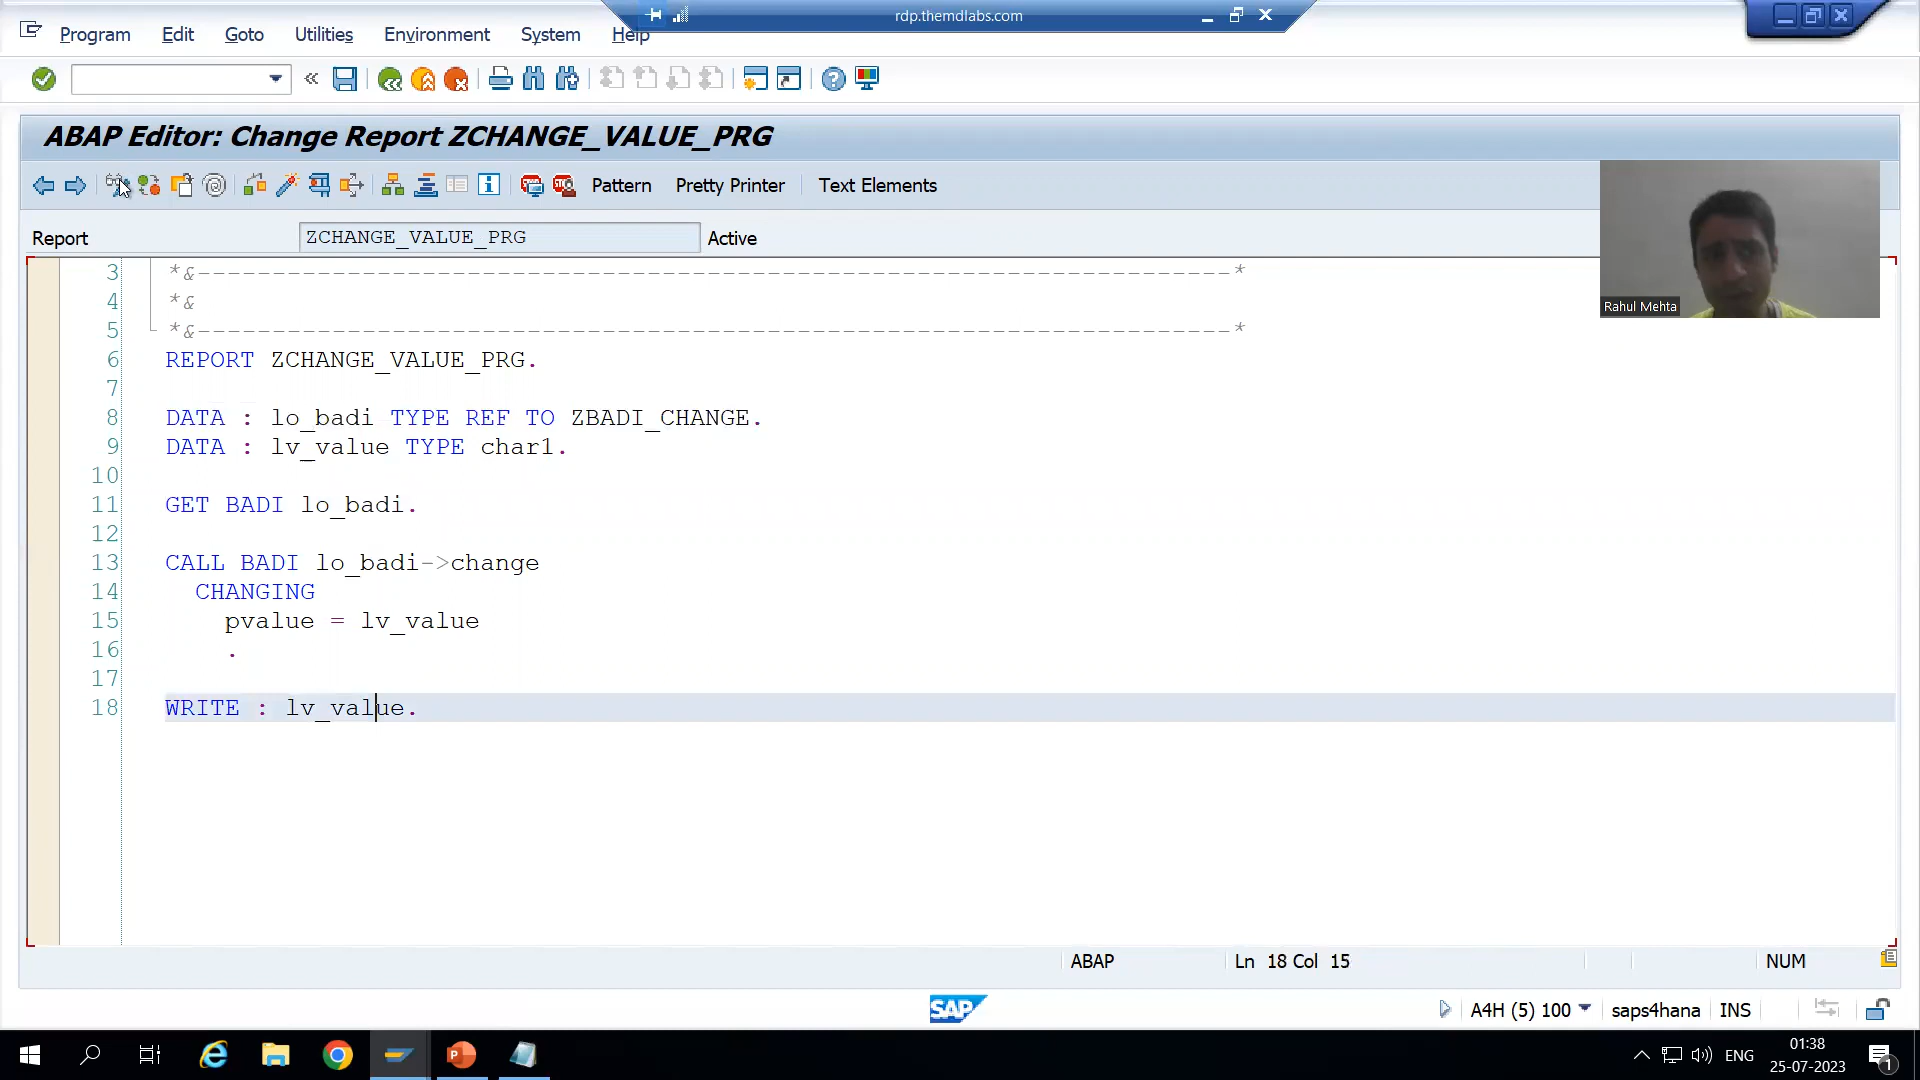 rdp.themdlabs.com
Program Edit Goto Utilities Environment System Help
ABAP Editor: Change Report ZCHANGE_VALUE_PRG
Pattern Pretty Printer Text Elements
Report ZCHANGE_VALUE_PRG Active
3 *&---------------------------------------------------------------------*
4 *&
5 *&---------------------------------------------------------------------*
6 REPORT ZCHANGE_VALUE_PRG.
7
8 DATA : lo_badi TYPE REF TO ZBADI_CHANGE.
9 DATA : lv_value TYPE char1.
10
11 GET BADI lo_badi.
12
13 CALL BADI lo_badi->change
14 CHANGING
15 pvalue = lv_value
16 .
17
18 WRITE : lv_value.
Rahul Mehta
ABAP Ln 18 Col 15 NUM
SAP A4H (5) 100 saps4hana INS
ENG 01:38
25-07-2023
1